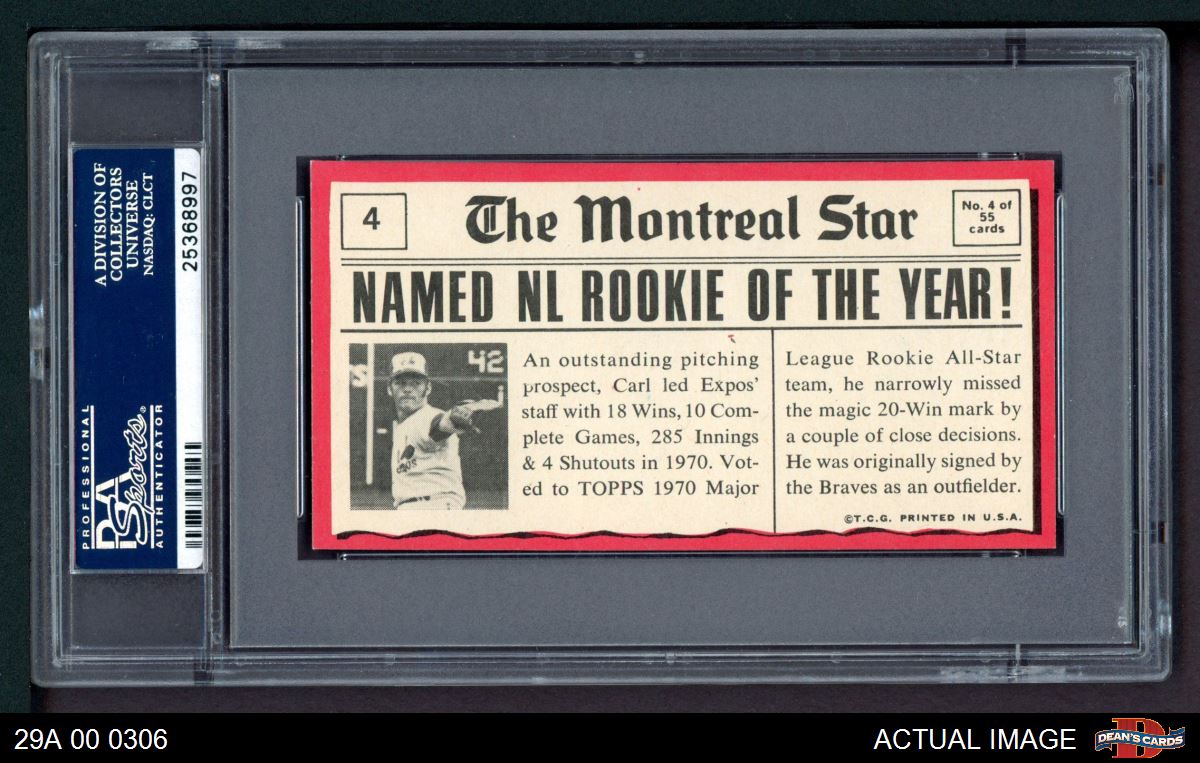 A DIVISION OF
COLLECTORS
UNIVERSE
NASDAQ: CLCT
25368997
PROFESSIONAL
PSA
Sports®
AUTHENTICATOR
4
The Montreal Star
No. 4 of
55
cards
NAMED NL ROOKIE OF THE YEAR!
42
An outstanding pitching
prospect, Carl led Expos'
staff with 18 Wins, 10 Com-
plete Games, 285 Innings
& 4 Shutouts in 1970. Vot-
ed to TOPPS 1970 Major
League Rookie All-Star
team, he narrowly missed
the magic 20-Win mark by
a couple of close decisions.
He was originally signed by
the Braves as an outfielder.
©T.C.G. PRINTED IN U.S.A.
29A 00 0306
ACTUAL IMAGE
DEAN'S CARDS